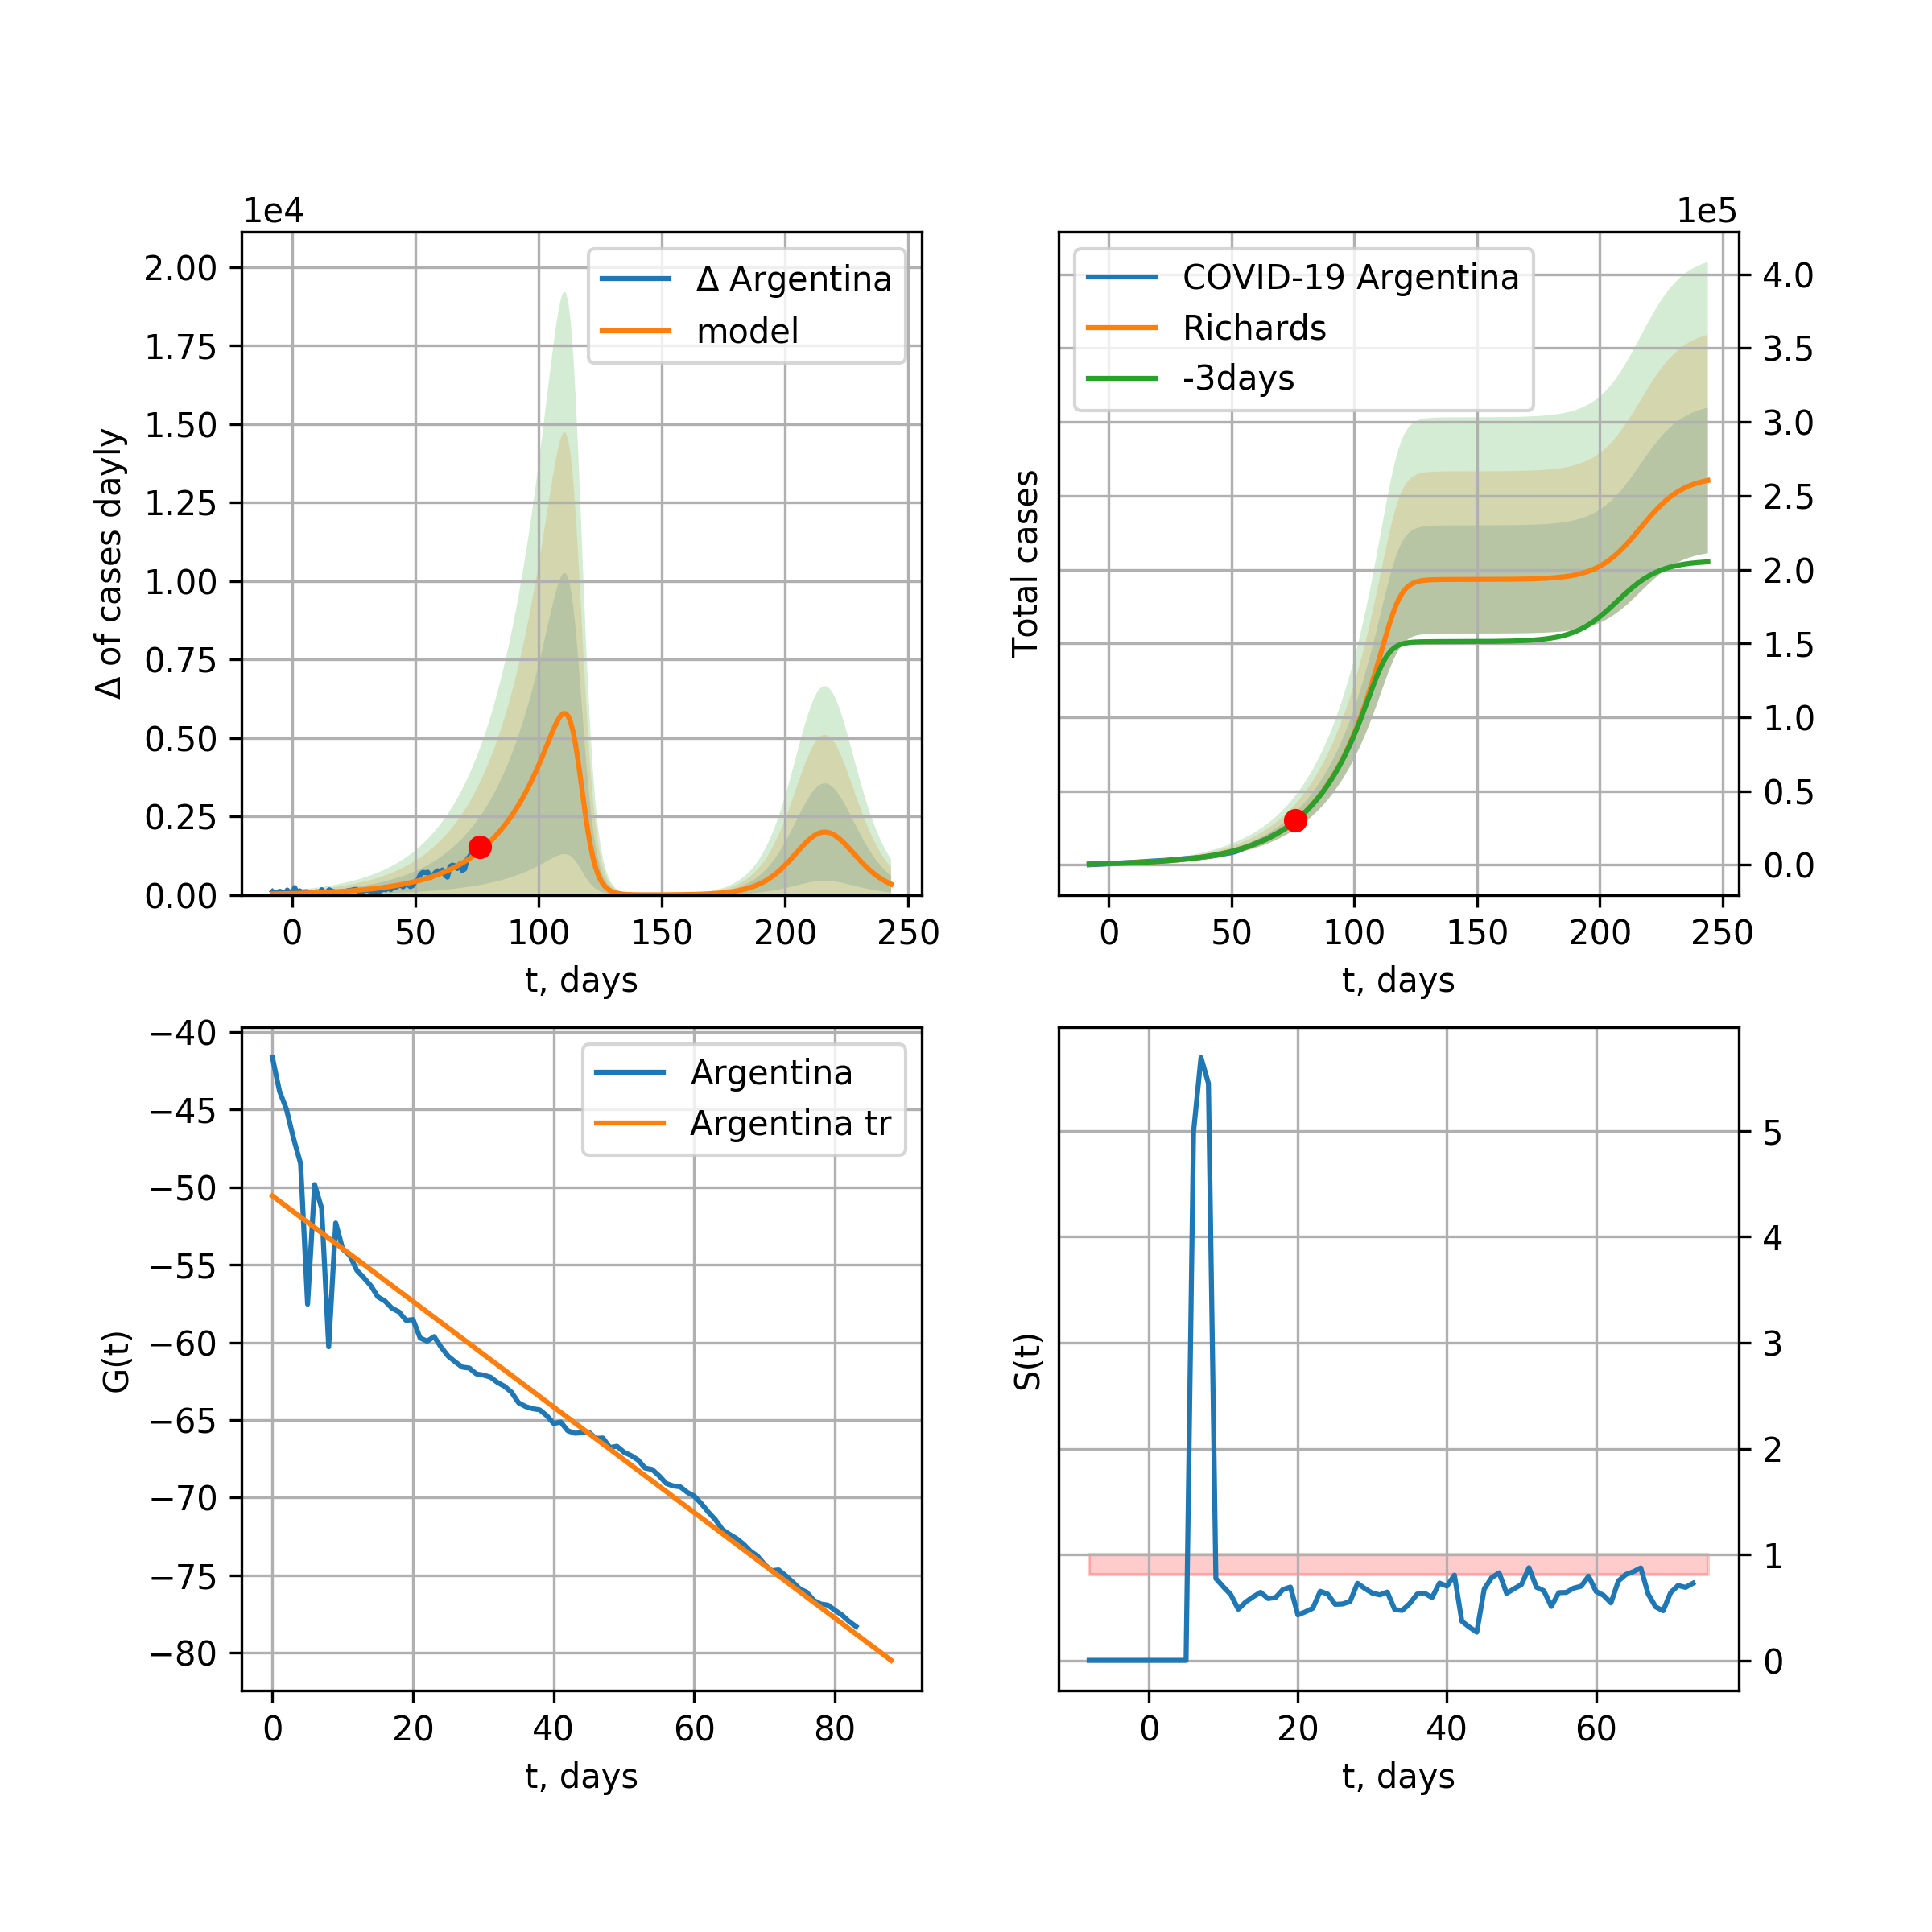 1e4
2.00
1.75
1.50
1.25
1.00
0.75
0.50
0.25
0.00
Δ of cases dayly
Δ Argentina
model
0 50 100 150 200 250
t, days
1e5
COVID-19 Argentina
Richards
-3days
Total cases
4.0
3.5
3.0
2.5
2.0
1.5
1.0
0.5
0.0
0 50 100 150 200 250
t, days
−40
−45
−50
−55
−60
−65
−70
−75
−80
G(t)
Argentina
Argentina tr
0 20 40 60 80
t, days
S(t)
5
4
3
2
1
0
0 20 40 60
t, days